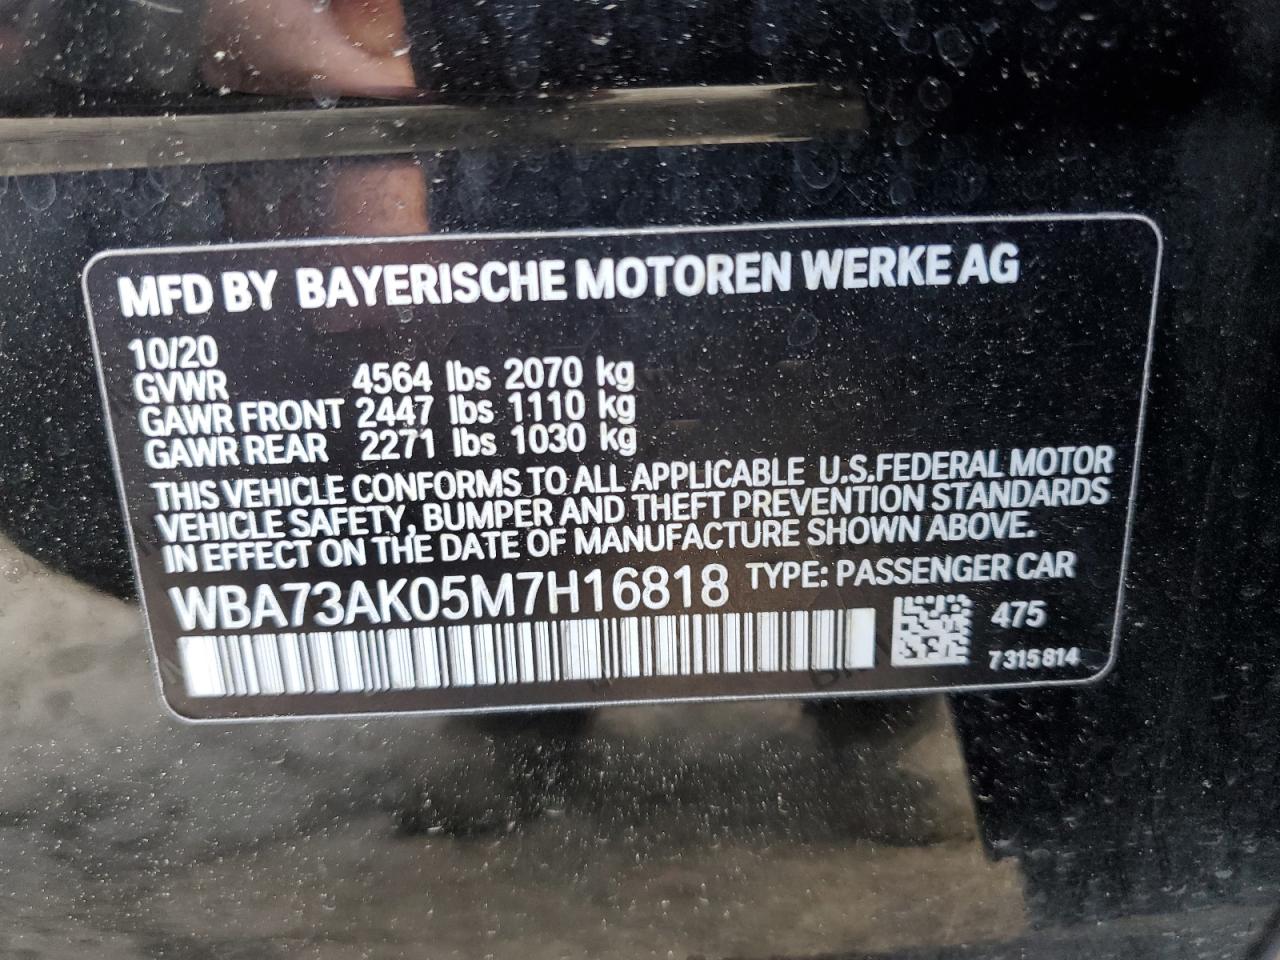 MFD BY BAYERISCHE MOTOREN WERKE AG
10/20
GVWR 4564 lbs 2070 kg
GAWR FRONT 2447 lbs 1110 kg
GAWR REAR 2271 lbs 1030 kg
THIS VEHICLE CONFORMS TO ALL APPLICABLE U.S.FEDERAL MOTOR
VEHICLE SAFETY, BUMPER AND THEFT PREVENTION STANDARDS
IN EFFECT ON THE DATE OF MANUFACTURE SHOWN ABOVE.
WBA73AK05M7H16818 TYPE: PASSENGER CAR
475
7315814